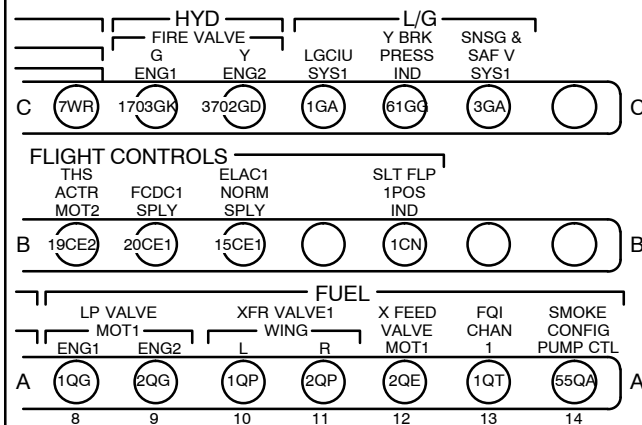 HYD L/G
FIRE VALVE Y BRK SNSG &
G Y LGCIU PRESS SAF V
ENG1 ENG2 SYS1 IND SYS1
C 7WR 1703GK 3702GD 1GA 61GG 3GA C
FLIGHT CONTROLS
THS ELAC1 SLT FLP
ACTR FCDC1 NORM 1POS
MOT2 SPLY SPLY IND
B 19CE2 20CE1 15CE1 1CN B
FUEL
LP VALVE XFR VALVE1 X FEED FQI SMOKE
MOT1 WING VALVE CHAN CONFIG
ENG1 ENG2 L R MOT1 1 PUMP CTL
A 1QG 2QG 1QP 2QP 2QE 1QT 55QA A
8 9 10 11 12 13 14